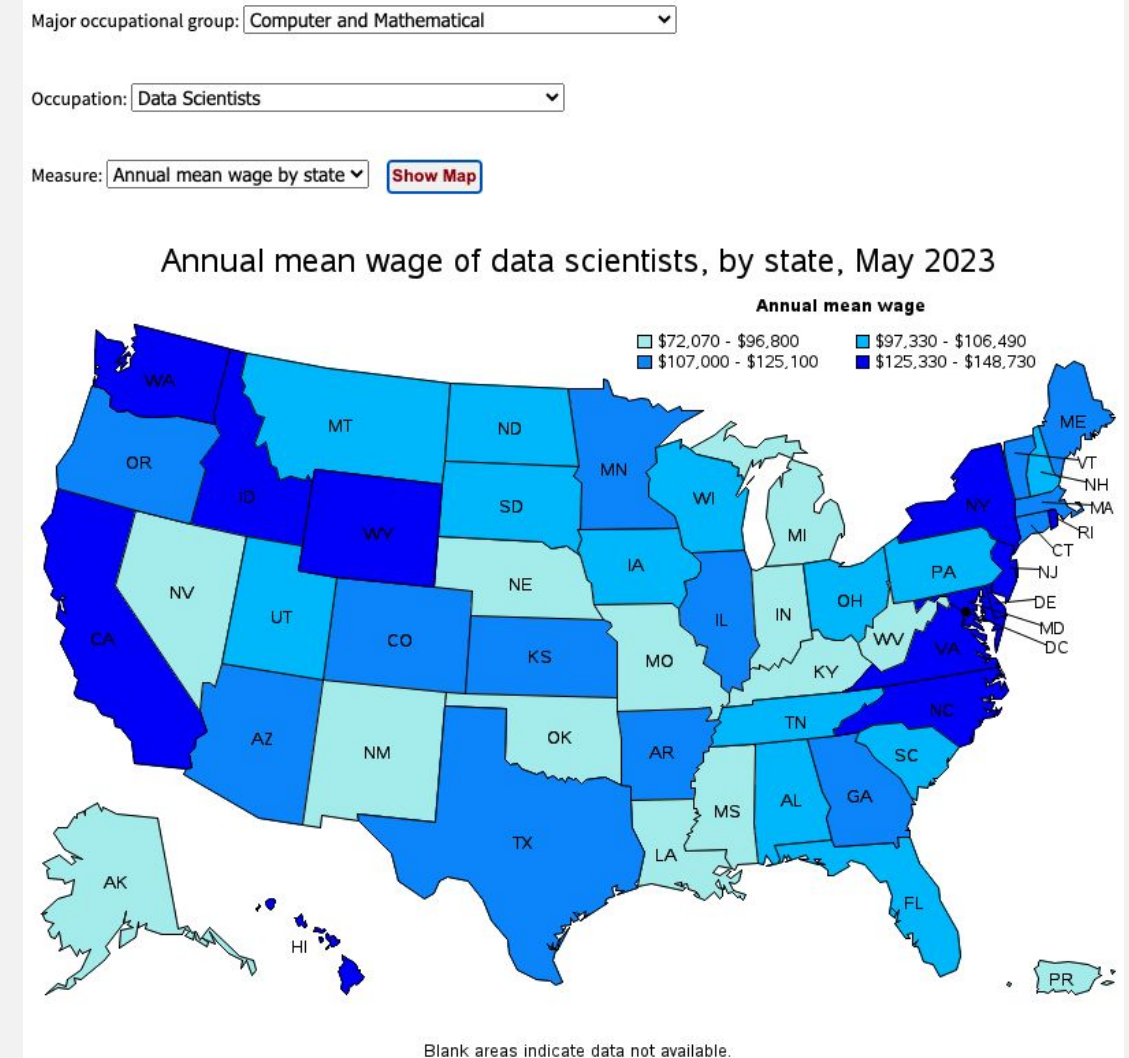 Major occupational group: Computer and Mathematical
Occupation: Data Scientists
Measure: Annual mean wage by state Show Map
Annual mean wage of data scientists, by state, May 2023
Annual mean wage
$72,070 - $96,800 $97,330 - $106,490
$107,000 - $125,100 $125,330 - $148,730
WA
MT
ND
MN
ME
VT
NH
MA
RI
CT
NJ
DE
MD
DC
OR
ID
SD
WI
NY
WY
MI
IA
PA
NE
NV
UT
IL
IN
OH
CA
CO
KS
MO
WV
VA
KY
NC
AZ
NM
OK
AR
TN
SC
MS
AL
GA
TX
LA
AK
FL
HI
PR
Blank areas indicate data not available.